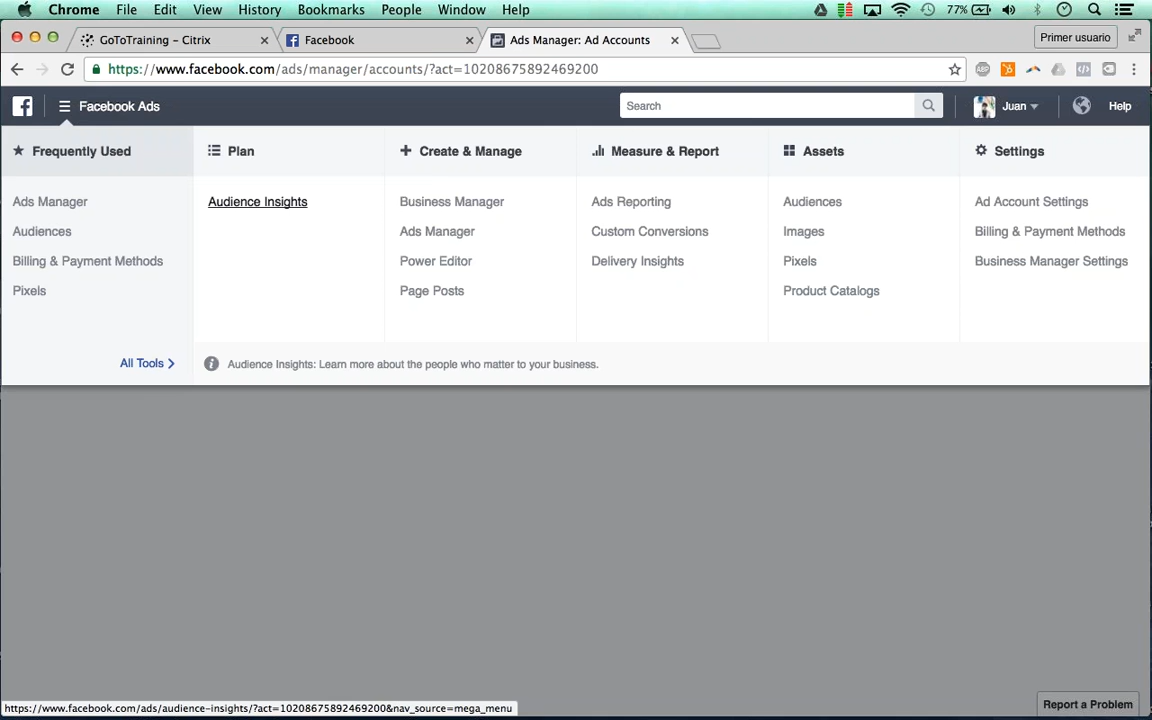 Chrome File Edit View History Bookmarks People Window Help 77%
GoToTraining – Citrix Facebook Ads Manager: Ad Accounts Primer usuario
https://www.facebook.com/ads/manager/accounts/?act=10208675892469200 ABP
Facebook Ads Search Juan Help
Frequently Used Plan Create & Manage Measure & Report Assets Settings
Ads Manager Audience Insights Business Manager Ads Reporting Audiences Ad Account Settings
Audiences Ads Manager Custom Conversions Images Billing & Payment Methods
Billing & Payment Methods Power Editor Delivery Insights Pixels Business Manager Settings
Pixels Page Posts Product Catalogs
All Tools Audience Insights: Learn more about the people who matter to your business.
Report a Problem
https://www.facebook.com/ads/audience-insights/?act=10208675892469200&nav_source=mega_menu